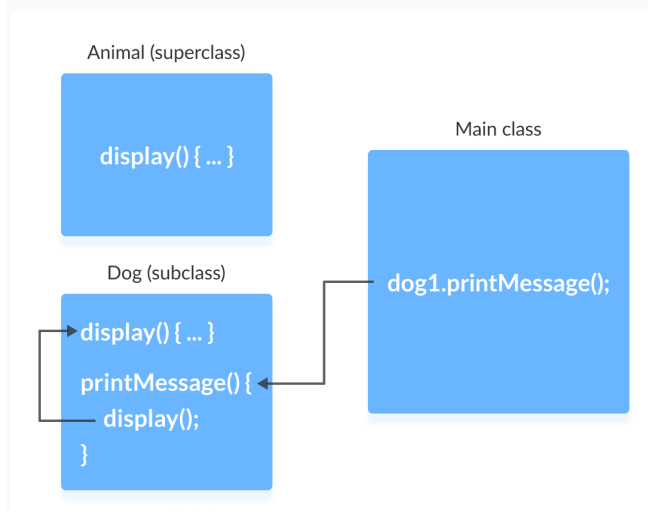 Animal (superclass)
display() { ... }
Main class
dog1.printMessage();
Dog (subclass)
display() { ... }
printMessage() {
display();
}